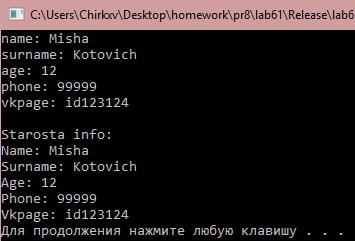 C:\Users\Chirkxv\Desktop\homework\pr8\lab61\Release\lab6
name: Misha
surname: Kotovich
age: 12
phone: 99999
vkpage: id123124
Starosta info:
Name: Misha
Surname: Kotovich
Age: 12
Phone: 99999
Vkpage: id123124
Для продолжения нажмите любую клавишу . . .